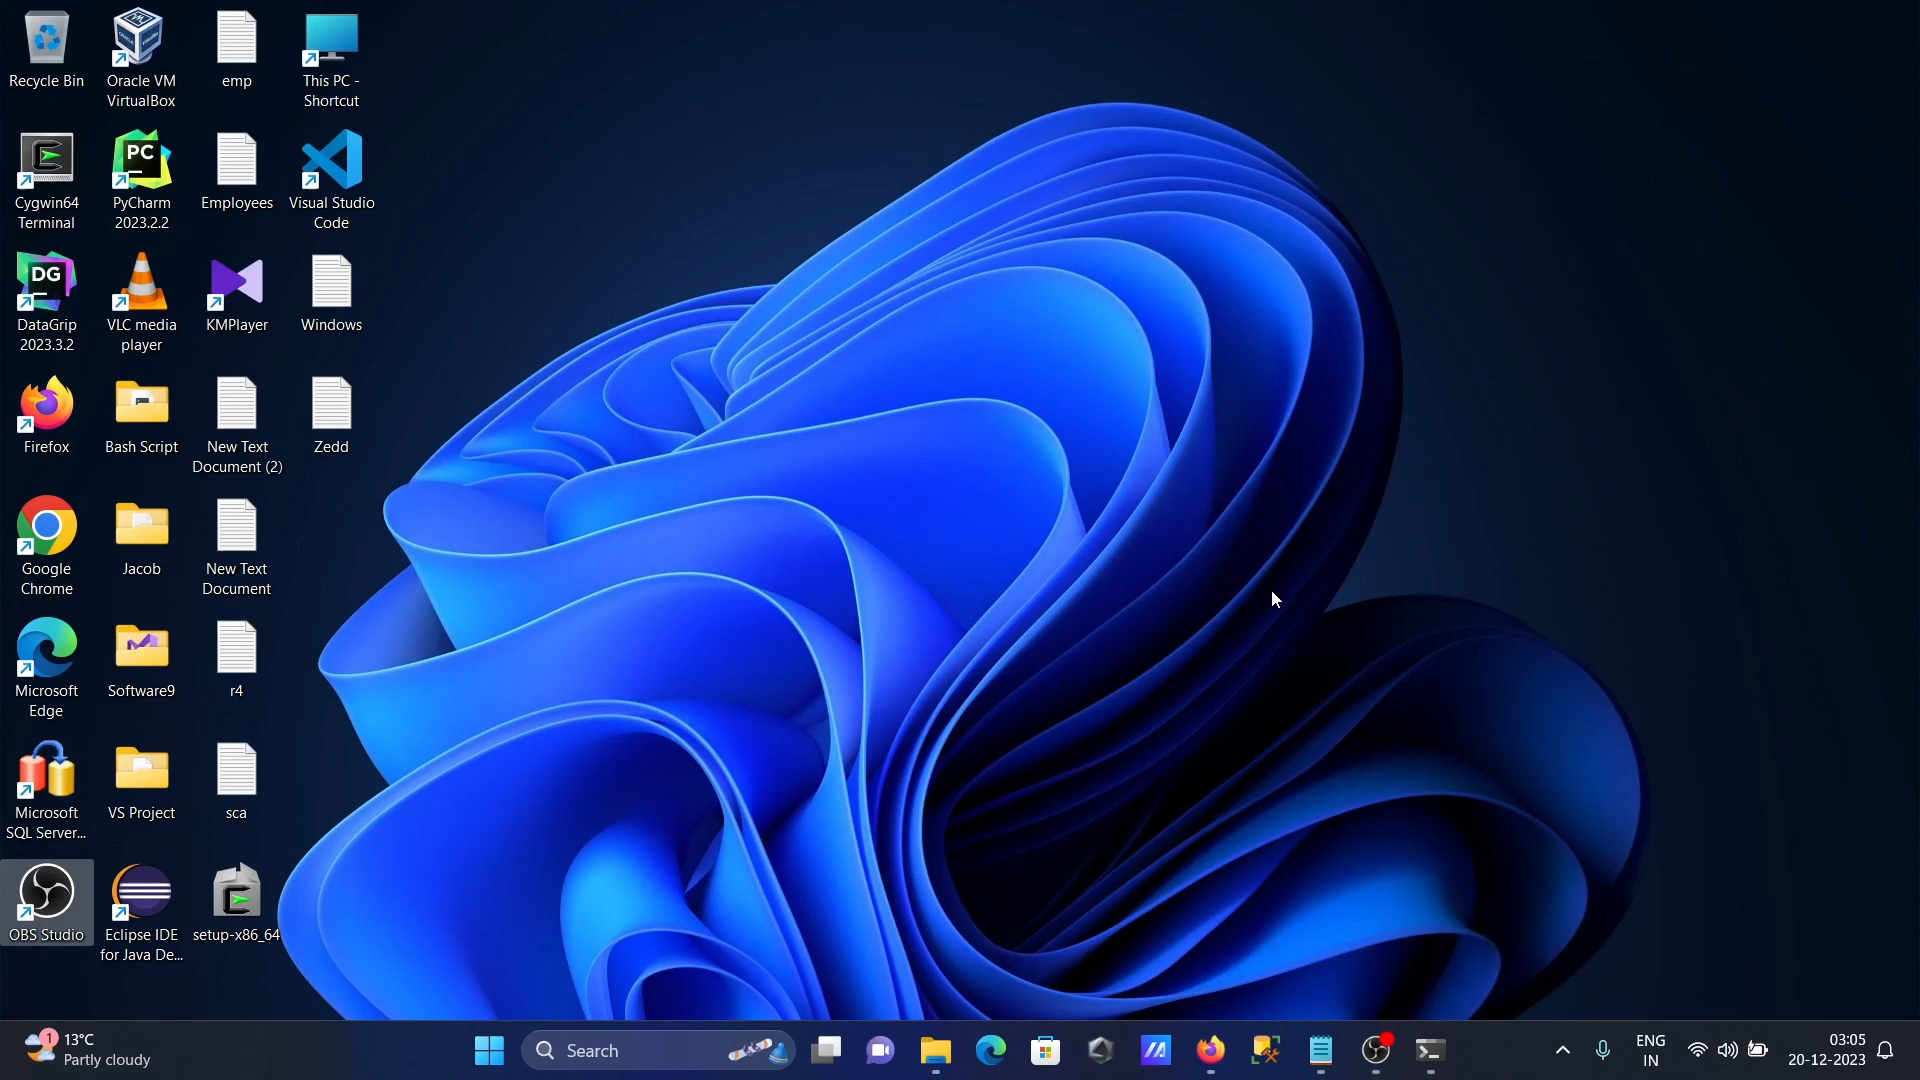 Recycle Bin
Oracle VM
VirtualBox
emp
This PC -
Shortcut
Cygwin64
Terminal
PC
PyCharm
2023.2.2
Employees
Visual Studio
Code
DG
DataGrip
2023.3.2
VLC media
player
KMPlayer
Windows
Firefox
Bash Script
New Text
Document (2)
Zedd
Google
Chrome
Jacob
New Text
Document
Microsoft
Edge
Software9
r4
Microsoft
SQL Server...
VS Project
sca
OBS Studio
Eclipse IDE
for Java De...
setup-x86_64
1
13°C
Partly cloudy
Search
ENG
IN
03:05
20-12-2023